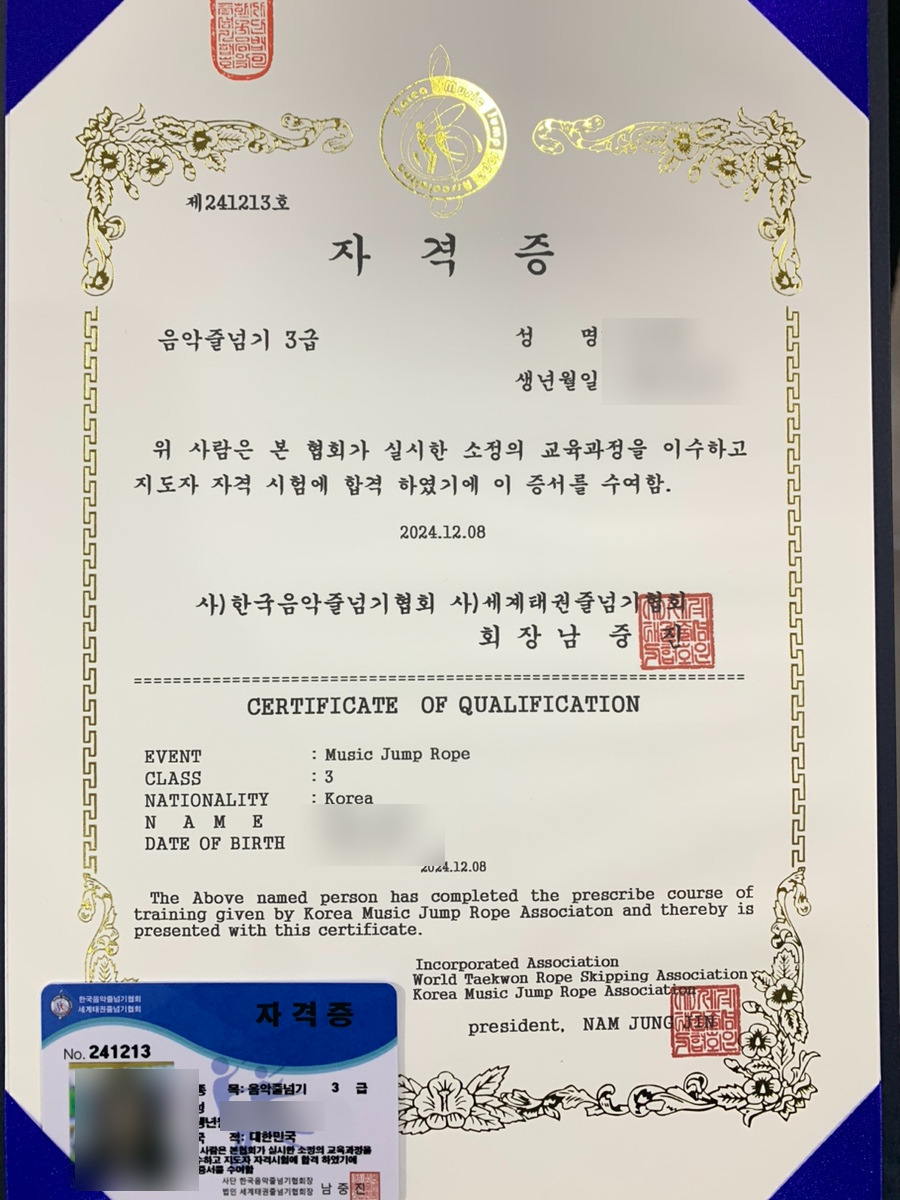 Korea Music Jump Rope Association
제241213호
자 격 증
음악줄넘기 3급
성 명
생년월일
위 사람은 본 협회가 실시한 소정의 교육과정을 이수하고
지도자 자격 시험에 합격 하였기에 이 증서를 수여함.
2024.12.08
사)한국음악줄넘기협회 사)세계태권줄넘기협회
회 장 남 중 진
CERTIFICATE OF QUALIFICATION
EVENT : Music Jump Rope
CLASS : 3
NATIONALITY : Korea
N A M E
DATE OF BIRTH
2024.12.08
The Above named person has completed the prescribe course of
training given by Korea Music Jump Rope Associaton and thereby is
presented with this certificate.
Incorporated Association
World Taekwon Rope Skipping Association
Korea Music Jump Rope Association
president, NAM JUNG JIN
한국음악줄넘기협회
세계태권줄넘기협회
자격증
No. 241213
종 목: 음악줄넘기 3 급
적: 대한민국
사람은 본협회가 실시한 소정의 교육과정을
하고 지도자 자격시험에 합격 하였기에
증서를 수여함
사단 한국음악줄넘기협회장
법인 세계태권줄넘기협회장 남중진